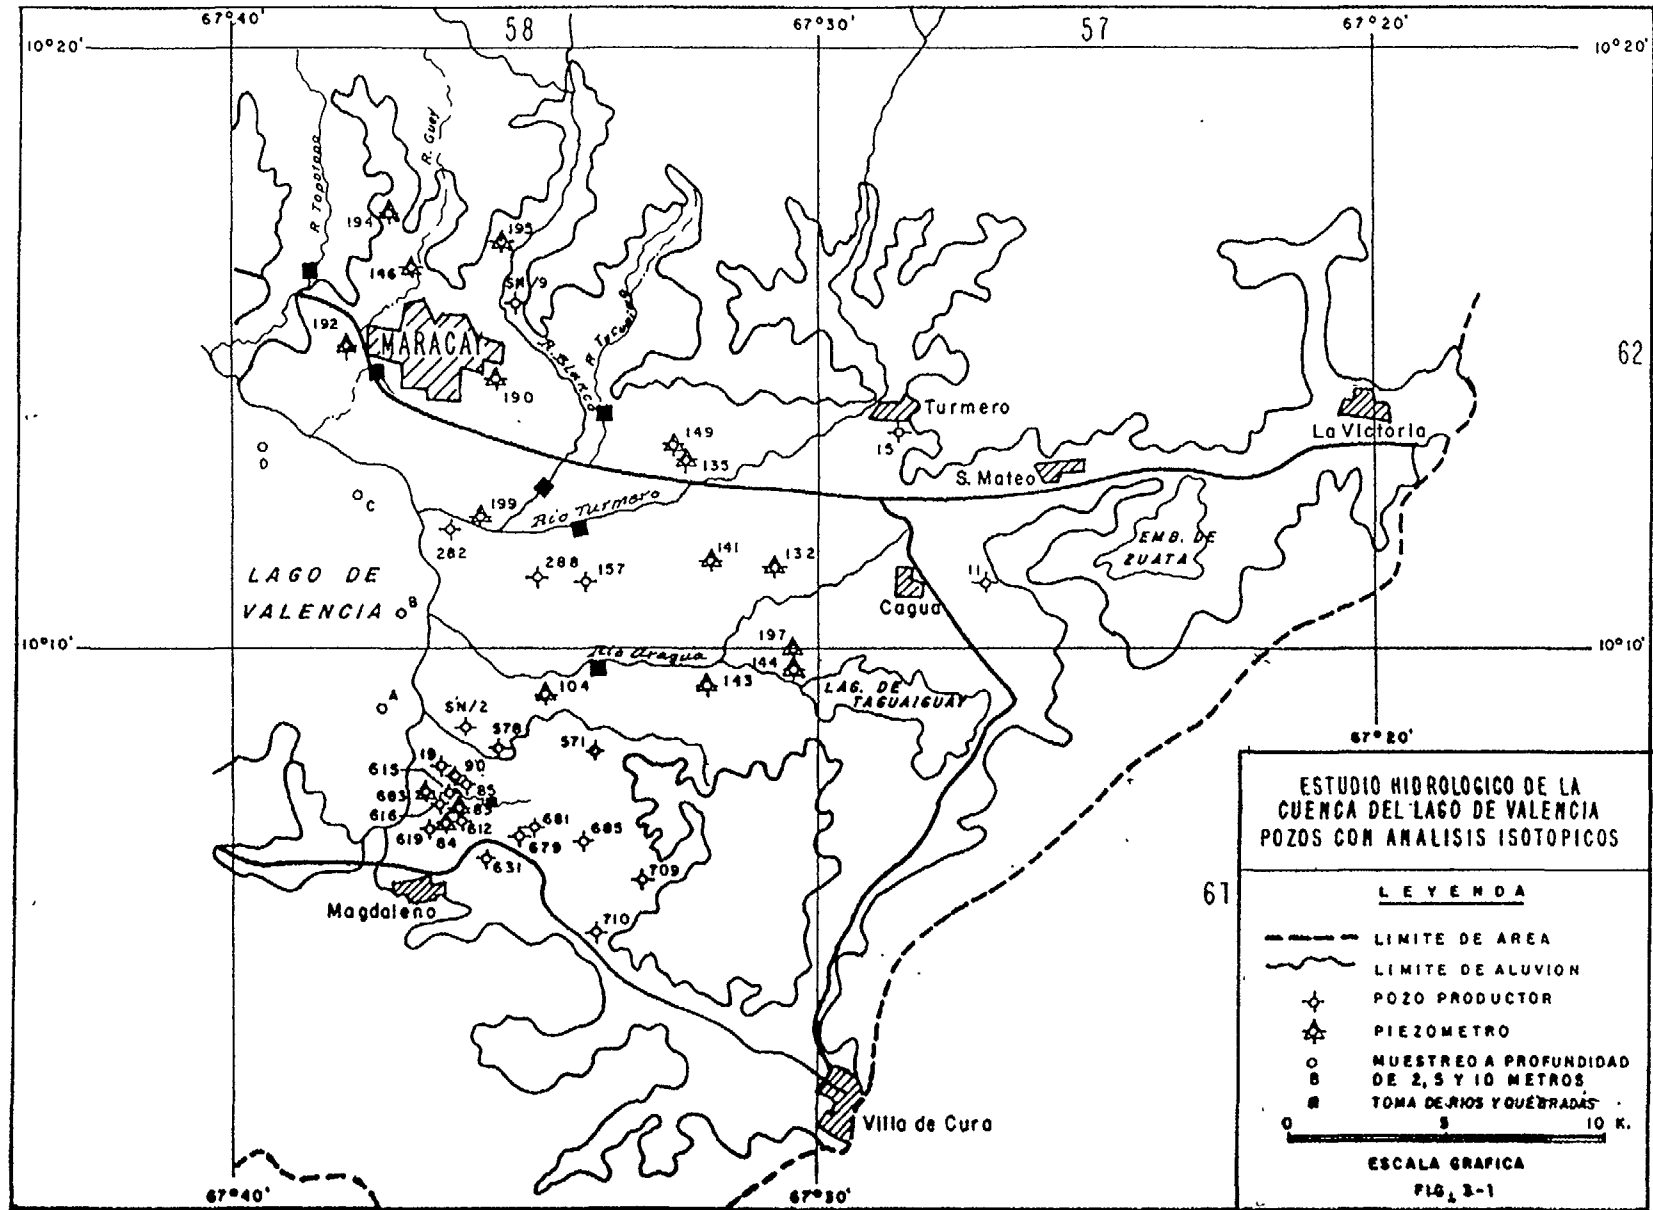 67°40'
58
67°30'
57
67°20'
10°20'
10°20'
R. Guey
194
195
146
SN/9
192
MARACAY
R. Blanco
190
62
Turmero
15
La Victoria
149
135
S. Mateo
D
C
199
Rio Turmero
282
288
157
141
132
EMB. DE
ZUATA
11
LAGO DE
VALENCIA
B
Cagua
10°10'
10°10'
197
Rio Aragua
144
143
104
LAG. DE
TAGUAIGUAY
A
SN/2
578
571
67°20'
19
90
615
85
683
83
616
612
619
84
681
679
685
631
709
Magdaleno
710
61
Villa de Cura
67°40'
67°30'
ESTUDIO HIDROLOGICO DE LA
CUENCA DEL LAGO DE VALENCIA
POZOS CON ANALISIS ISOTOPICOS
LEYENDA
LIMITE DE AREA
LIMITE DE ALUVION
POZO PRODUCTOR
PIEZOMETRO
B
MUESTREO A PROFUNDIDAD
DE 2, 5 Y 10 METROS
TOMA DE RIOS Y QUEBRADAS
0 5 10 K.
ESCALA GRAFICA
FIG. 3-1